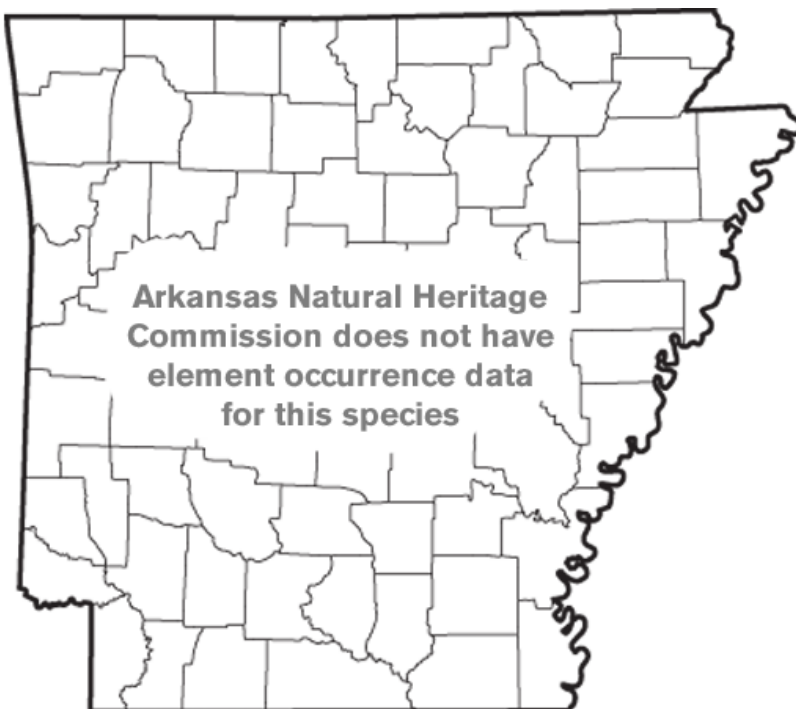 Arkansas Natural Heritage
Commission does not have
element occurrence data
for this species